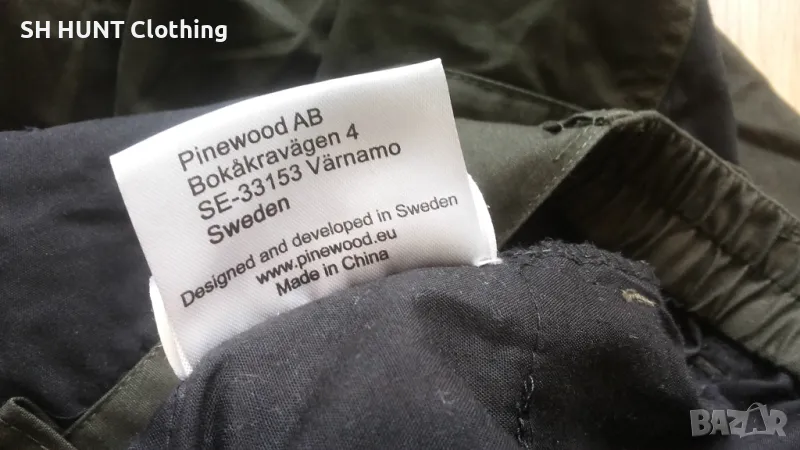 SH HUNT Clothing
Pinewood AB
Bokåkravägen 4
SE-33153 Värnamo
Sweden
Designed and developed in Sweden
www.pinewood.eu
Made in China
BAZAR